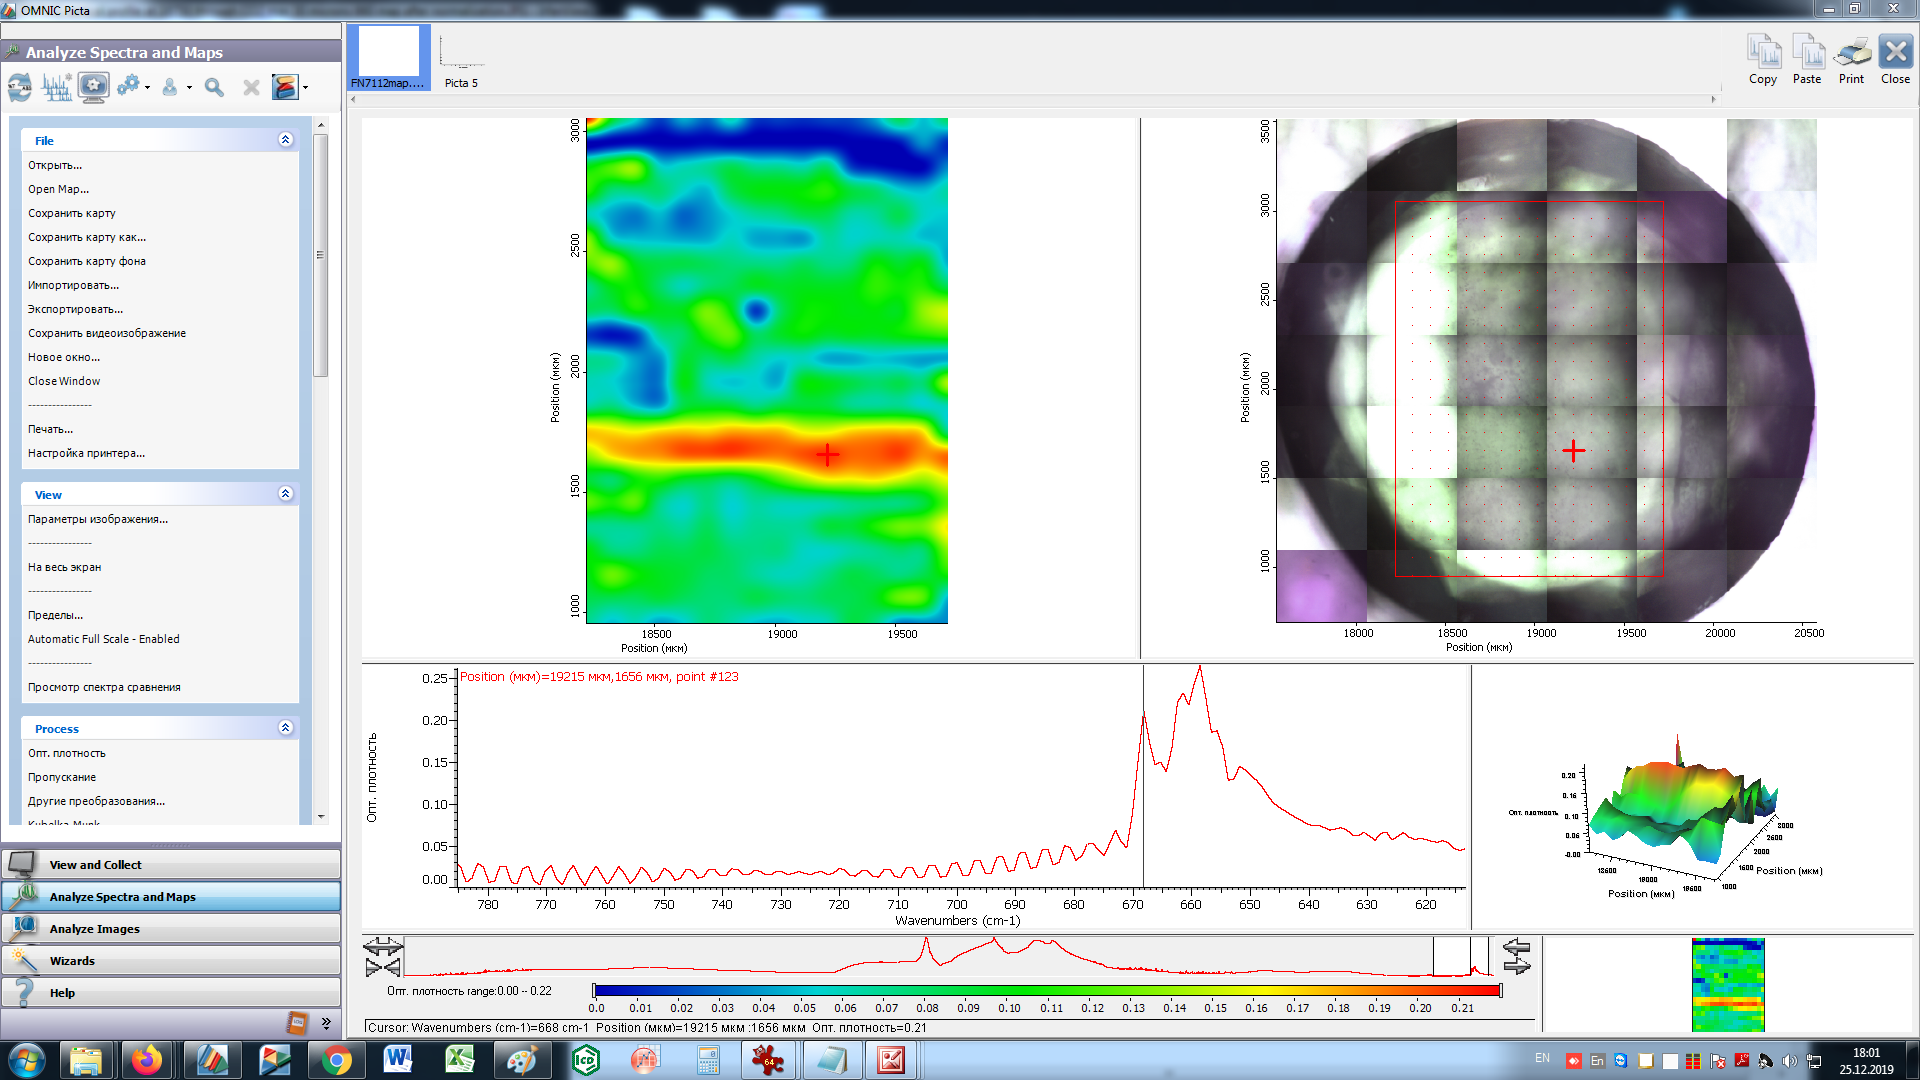 OMNIC Picta
Analyze Spectra and Maps
File
Открыть...
Open Map...
Сохранить карту
Сохранить карту как...
Сохранить карту фона
Импортировать...
Экспортировать...
Сохранить видеоизображение
Новое окно...
Close Window
----------------
Печать...
Настройка принтера...
View
Параметры изображения...
----------------
На весь экран
----------------
Пределы...
Automatic Full Scale - Enabled
----------------
Просмотр спектра сравнения
Process
Опт. плотность
Пропускание
Другие преобразования...
Kubelka-Munk
View and Collect
Analyze Spectra and Maps
Analyze Images
Wizards
Help
FN7112map....
Picta 5
Copy
Paste
Print
Close
3000
2500
2000
1500
1000
Position (мкм)
18500 19000 19500
Position (мкм)
3500
3000
2500
2000
1500
1000
Position (мкм)
18000 18500 19000 19500 20000 20500
Position (мкм)
Position (мкм)=19215 мкм,1656 мкм, point #123
0.25
0.20
0.15
0.10
0.05
0.00
Опт. плотность
780 770 760 750 740 730 720 710 700 690 680 670 660 650 640 630 620
Wavenumbers (cm-1)
0.20
0.16
0.10
0.06
-0.00
Опт. плотность
18600 19000 19600
Position (мкм)
1000 1600 2000 2600 3000
Position (мкм)
Опт. плотность range:0.00 -- 0.22
0.0 0.01 0.02 0.03 0.04 0.05 0.06 0.07 0.08 0.09 0.10 0.11 0.12 0.13 0.14 0.15 0.16 0.17 0.18 0.19 0.20 0.21
Cursor: Wavenumbers (cm-1)=668 cm-1 Position (мкм)=19215 мкм :1656 мкм Опт. плотность=0.21
64
EN
En
18:01
25.12.2019